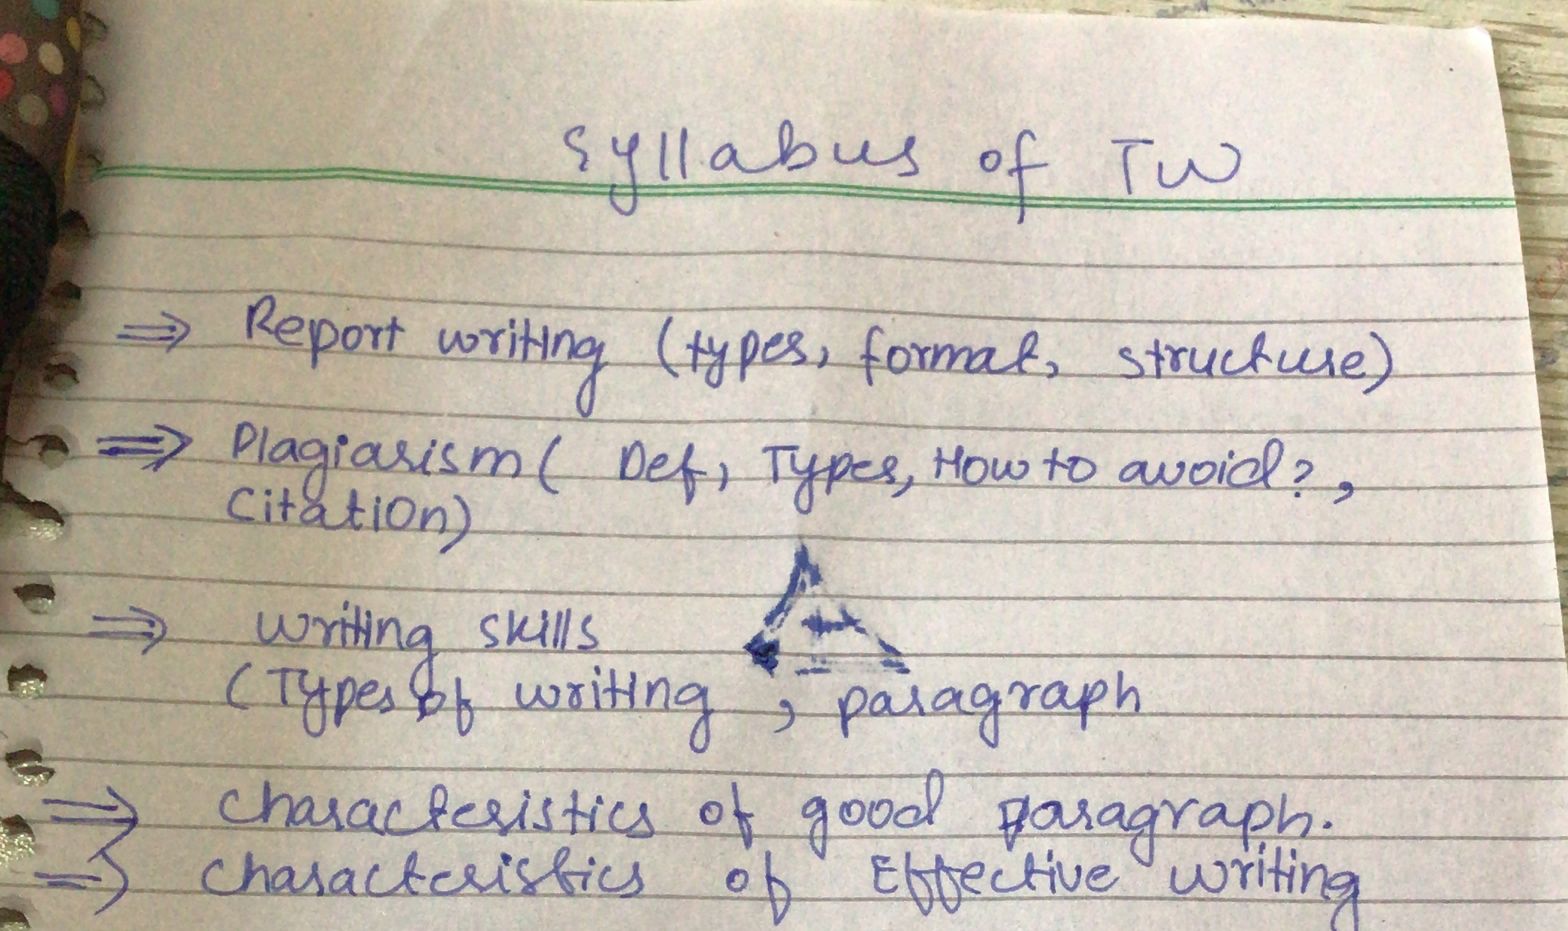 Syllabus of TW
⇒ Report writing (types, format, structure)
⇒ Plagiarism ( Def, Types, How to avoid?,
Citation)
⇒ writing skills
(Types of writing , paragraph
⇒ characteristics of good paragraph.
⇒ characteristics of Effective writing